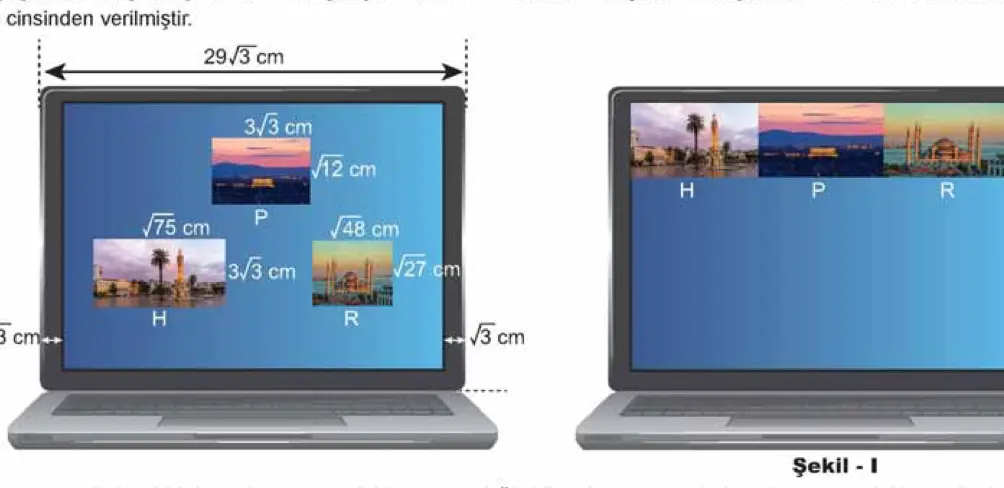 cinsinden verilmiştir.
29√3 cm
3√3 cm
√12 cm
P
√75 cm
√48 cm
3√3 cm
√27 cm
H
R
3 cm
√3 cm
H
P
R
Şekil - I